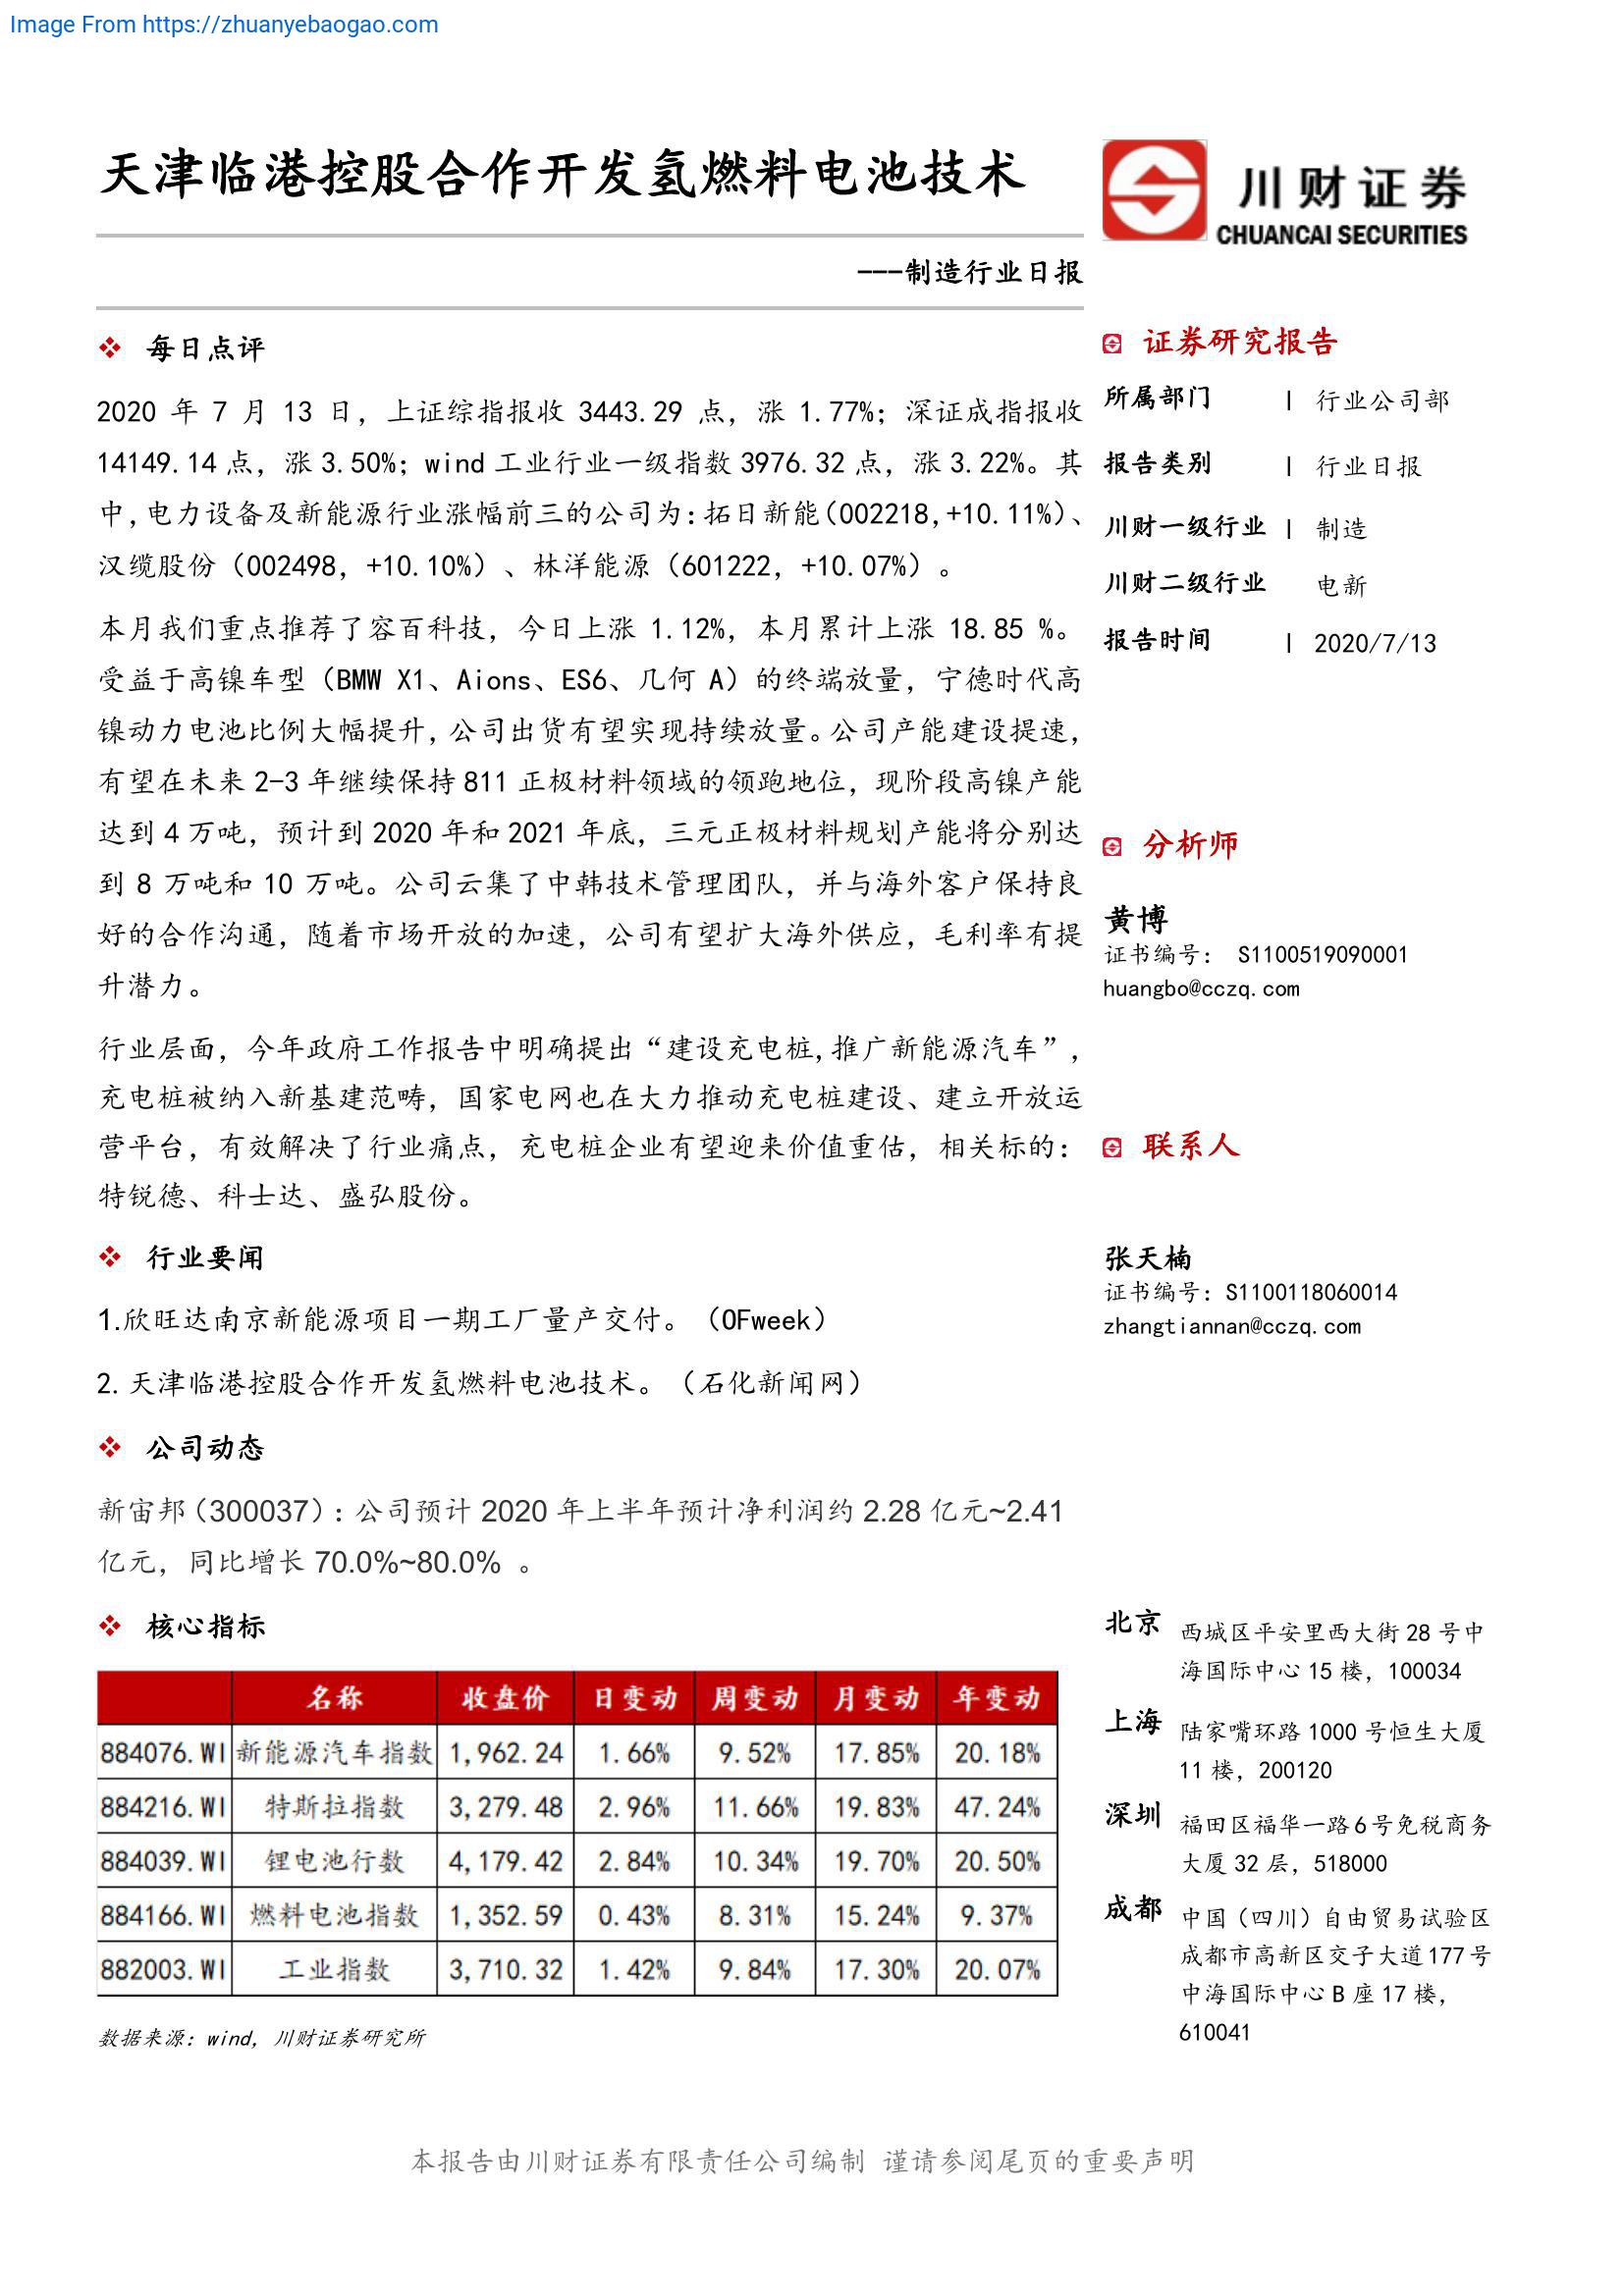 Image From https://zhuanyebaogao.com
天津临港控股合作开发氢燃料电池技术
---制造行业日报
川财证券
CHUANCAI SECURITIES
每日点评
2020 年 7 月 13 日，上证综指报收 3443.29 点，涨 1.77%；深证成指报收
14149.14 点，涨 3.50%；wind 工业行业一级指数 3976.32 点，涨 3.22%。其
中，电力设备及新能源行业涨幅前三的公司为：拓日新能（002218,+10.11%）、
汉缆股份（002498, +10.10%）、林洋能源（601222, +10.07%）。
本月我们重点推荐了容百科技，今日上涨 1.12%，本月累计上涨 18.85 %。
受益于高镍车型（BMW X1、Aions、ES6、几何 A）的终端放量，宁德时代高
镍动力电池比例大幅提升，公司出货有望实现持续放量。公司产能建设提速，
有望在未来 2-3 年继续保持 811 正极材料领域的领跑地位，现阶段高镍产能
达到 4 万吨，预计到 2020 年和 2021 年底，三元正极材料规划产能将分别达
到 8 万吨和 10 万吨。公司云集了中韩技术管理团队，并与海外客户保持良
好的合作沟通，随着市场开放的加速，公司有望扩大海外供应，毛利率有提
升潜力。
行业层面，今年政府工作报告中明确提出“建设充电桩,推广新能源汽车”，
充电桩被纳入新基建范畴，国家电网也在大力推动充电桩建设、建立开放运
营平台，有效解决了行业痛点，充电桩企业有望迎来价值重估，相关标的：
特锐德、科士达、盛弘股份。
行业要闻
1.欣旺达南京新能源项目一期工厂量产交付。（OFweek）
2. 天津临港控股合作开发氢燃料电池技术。（石化新闻网）
公司动态
新宙邦（300037）：公司预计 2020 年上半年预计净利润约 2.28 亿元~2.41
亿元，同比增长 70.0%~80.0% 。
核心指标
名称 收盘价 日变动 周变动 月变动 年变动
884076.WI 新能源汽车指数 1,962.24 1.66% 9.52% 17.85% 20.18%
884216.WI 特斯拉指数 3,279.48 2.96% 11.66% 19.83% 47.24%
884039.WI 锂电池行数 4,179.42 2.84% 10.34% 19.70% 20.50%
884166.WI 燃料电池指数 1,352.59 0.43% 8.31% 15.24% 9.37%
882003.WI 工业指数 3,710.32 1.42% 9.84% 17.30% 20.07%
数据来源：wind, 川财证券研究所
证券研究报告
所属部门 | 行业公司部
报告类别 | 行业日报
川财一级行业 | 制造
川财二级行业 电新
报告时间 | 2020/7/13
分析师
黄博
证书编号： S1100519090001
huangbo@cczq.com
联系人
张天楠
证书编号：S1100118060014
zhangtiannan@cczq.com
北京 西城区平安里西大街 28 号中
海国际中心 15 楼，100034
上海 陆家嘴环路 1000 号恒生大厦
11 楼，200120
深圳 福田区福华一路 6 号免税商务
大厦 32 层，518000
成都 中国（四川）自由贸易试验区
成都市高新区交子大道 177 号
中海国际中心 B 座 17 楼，
610041
本报告由川财证券有限责任公司编制 谨请参阅尾页的重要声明